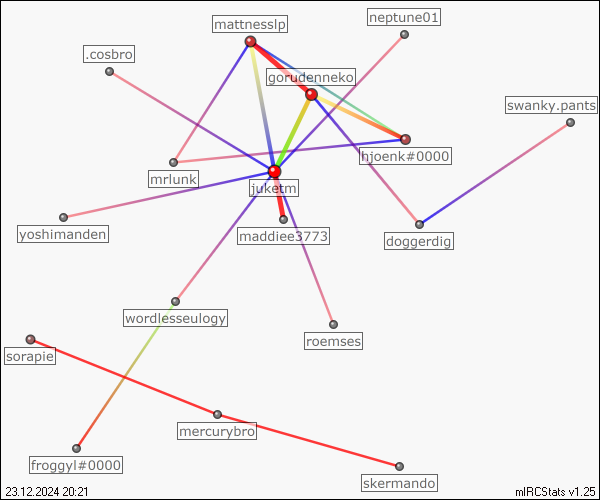 neptune01
mattnesslp
.cosbro
gorudenneko
swanky.pants
hjoenk#0000
mrlunk
juketm
yoshimanden
maddiee3773
doggerdig
wordlesseulogy
roemses
sorapie
mercurybro
froggyl#0000
skermando
23.12.2024 20:21
mIRCStats v1.25